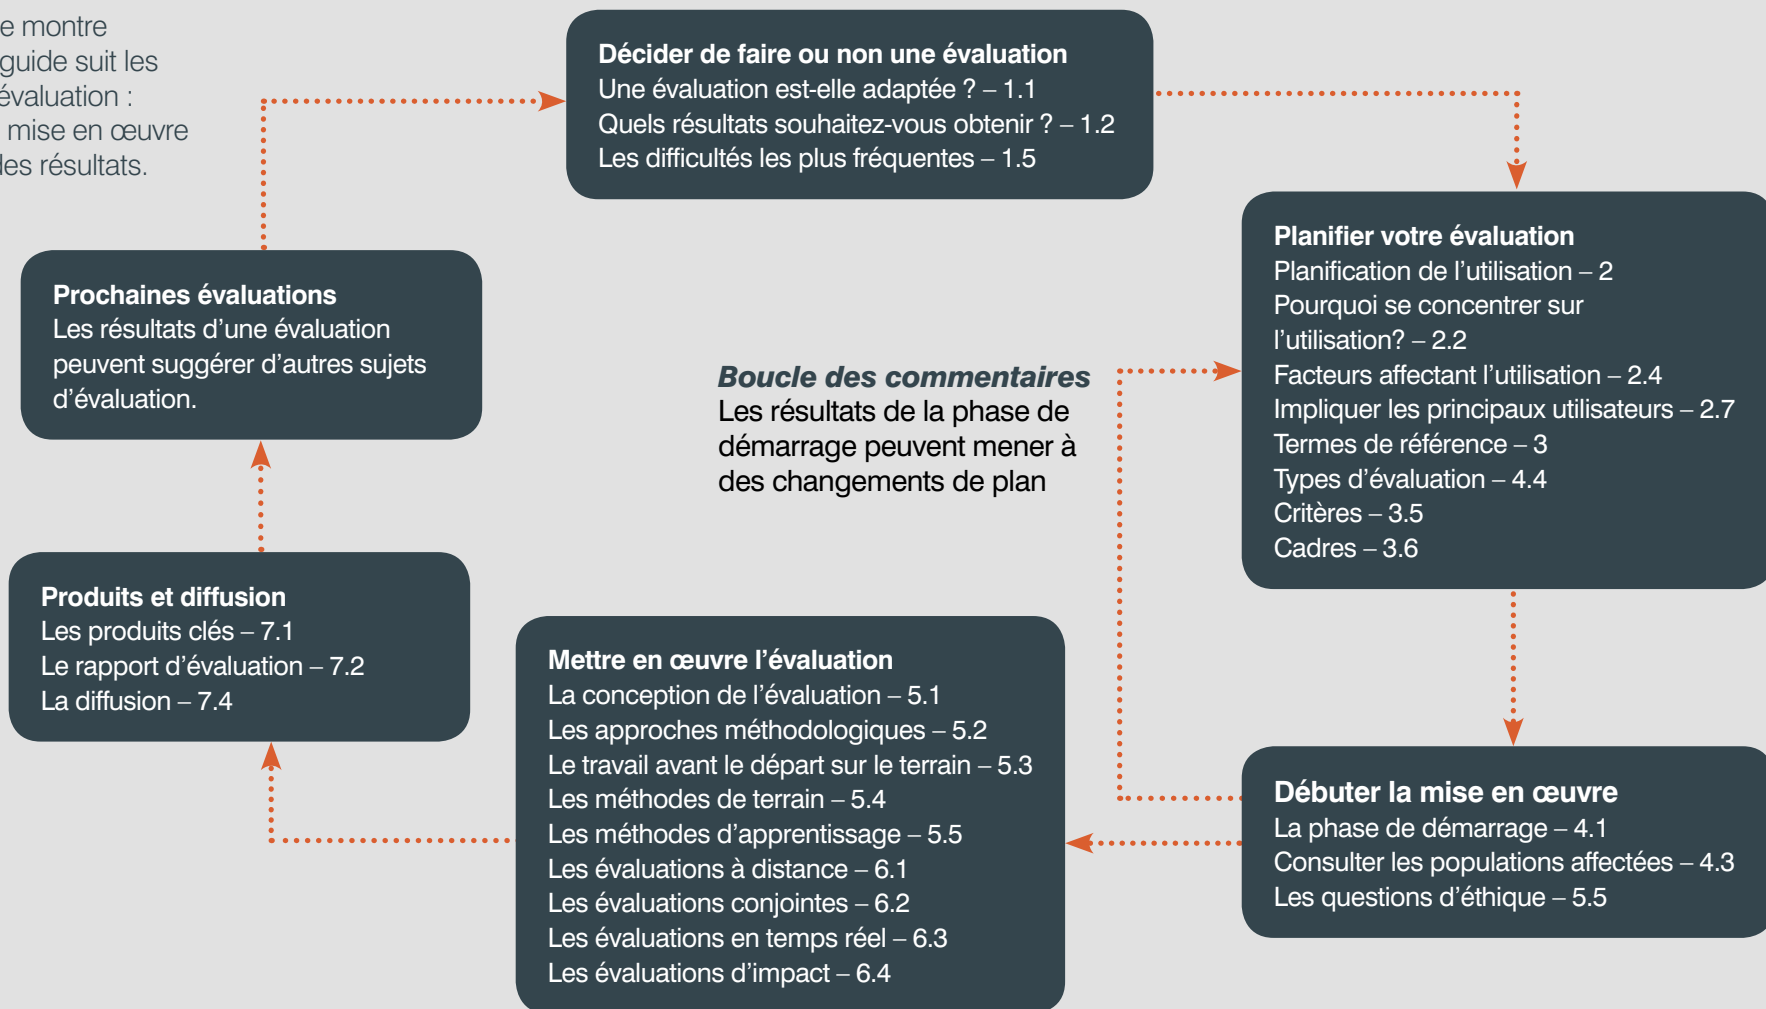 e montre
guide suit les
évaluation :
mise en œuvre
des résultats.
Décider de faire ou non une évaluation
Une évaluation est-elle adaptée ? – 1.1
Quels résultats souhaitez-vous obtenir ? – 1.2
Les difficultés les plus fréquentes – 1.5
Planifier votre évaluation
Planification de l’utilisation – 2
Pourquoi se concentrer sur
l’utilisation? – 2.2
Facteurs affectant l’utilisation – 2.4
Impliquer les principaux utilisateurs – 2.7
Termes de référence – 3
Types d’évaluation – 4.4
Critères – 3.5
Cadres – 3.6
Boucle des commentaires
Les résultats de la phase de
démarrage peuvent mener à
des changements de plan
Débuter la mise en œuvre
La phase de démarrage – 4.1
Consulter les populations affectées – 4.3
Les questions d’éthique – 5.5
Mettre en œuvre l’évaluation
La conception de l’évaluation – 5.1
Les approches méthodologiques – 5.2
Le travail avant le départ sur le terrain – 5.3
Les méthodes de terrain – 5.4
Les méthodes d’apprentissage – 5.5
Les évaluations à distance – 6.1
Les évaluations conjointes – 6.2
Les évaluations en temps réel – 6.3
Les évaluations d’impact – 6.4
Produits et diffusion
Les produits clés – 7.1
Le rapport d’évaluation – 7.2
La diffusion – 7.4
Prochaines évaluations
Les résultats d’une évaluation
peuvent suggérer d’autres sujets
d’évaluation.